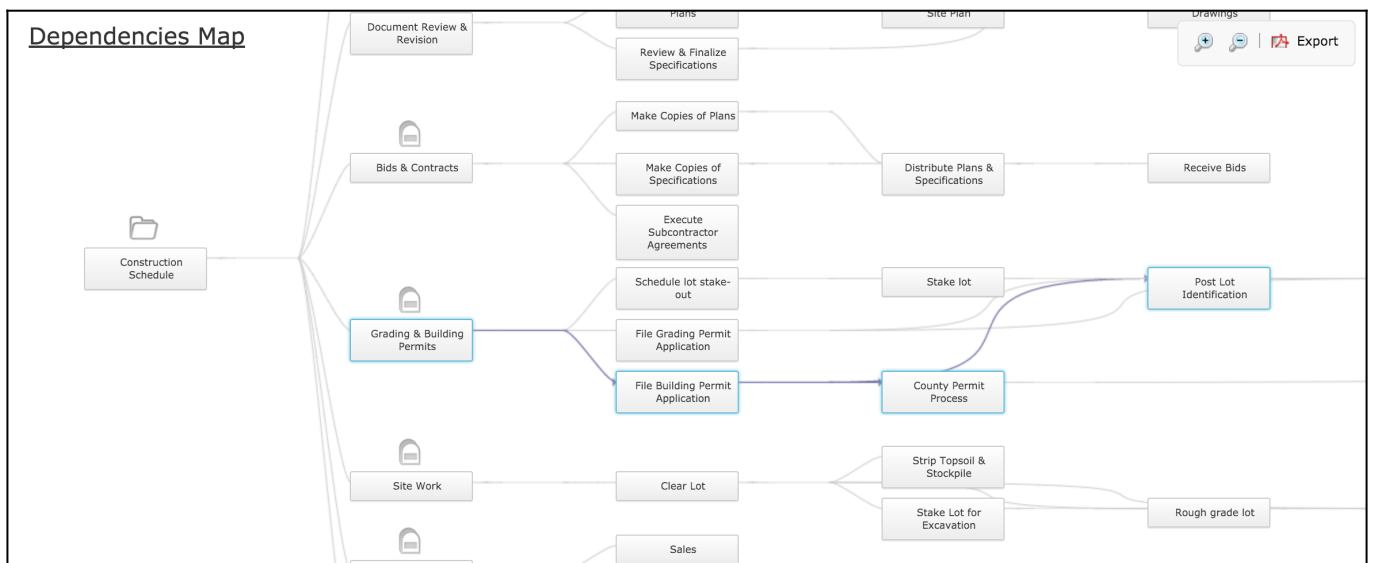 Dependencies Map
Export
Document Review &
Revision
Plans
Site Plan
Drawings
Review & Finalize
Specifications
Bids & Contracts
Make Copies of Plans
Make Copies of
Specifications
Execute
Subcontractor
Agreements
Distribute Plans &
Specifications
Receive Bids
Construction
Schedule
Grading & Building
Permits
Schedule lot stake-
out
Stake lot
Post Lot
Identification
File Grading Permit
Application
File Building Permit
Application
County Permit
Process
Site Work
Clear Lot
Strip Topsoil &
Stockpile
Stake Lot for
Excavation
Rough grade lot
Sales